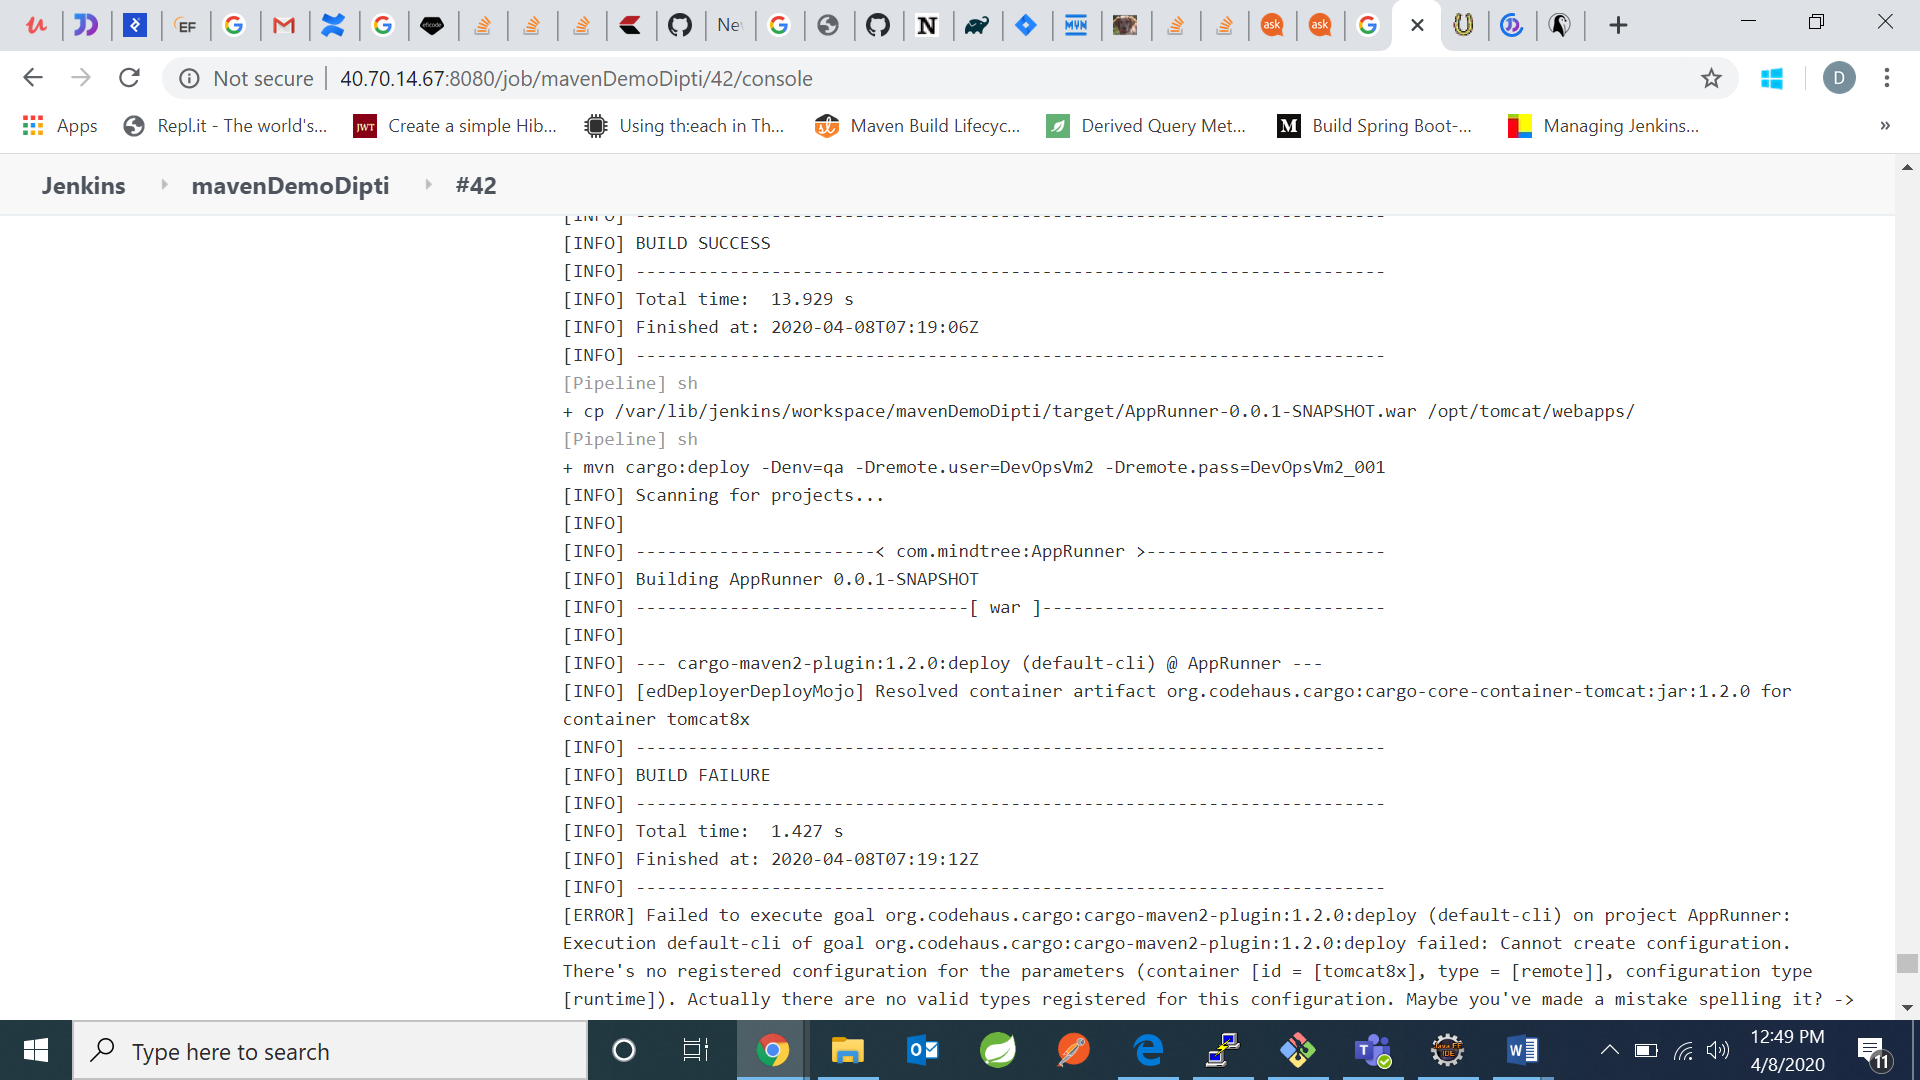 New
Not secure | 40.70.14.67:8080/job/mavenDemoDipti/42/console
D
Apps Repl.it - The world's... Create a simple Hib... Using th:each in Th... Maven Build Lifecyc... Derived Query Met... Build Spring Boot-... Managing Jenkins... »
Jenkins mavenDemoDipti #42
[INFO] ------------------------------------------------------------------------
[INFO] BUILD SUCCESS
[INFO] ------------------------------------------------------------------------
[INFO] Total time:  13.929 s
[INFO] Finished at: 2020-04-08T07:19:06Z
[INFO] ------------------------------------------------------------------------
[Pipeline] sh
+ cp /var/lib/jenkins/workspace/mavenDemoDipti/target/AppRunner-0.0.1-SNAPSHOT.war /opt/tomcat/webapps/
[Pipeline] sh
+ mvn cargo:deploy -Denv=qa -Dremote.user=DevOpsVm2 -Dremote.pass=DevOpsVm2_001
[INFO] Scanning for projects...
[INFO]
[INFO] -----------------------< com.mindtree:AppRunner >-----------------------
[INFO] Building AppRunner 0.0.1-SNAPSHOT
[INFO] --------------------------------[ war ]---------------------------------
[INFO]
[INFO] --- cargo-maven2-plugin:1.2.0:deploy (default-cli) @ AppRunner ---
[INFO] [edDeployerDeployMojo] Resolved container artifact org.codehaus.cargo:cargo-core-container-tomcat:jar:1.2.0 for
container tomcat8x
[INFO] ------------------------------------------------------------------------
[INFO] BUILD FAILURE
[INFO] ------------------------------------------------------------------------
[INFO] Total time:  1.427 s
[INFO] Finished at: 2020-04-08T07:19:12Z
[INFO] ------------------------------------------------------------------------
[ERROR] Failed to execute goal org.codehaus.cargo:cargo-maven2-plugin:1.2.0:deploy (default-cli) on project AppRunner:
Execution default-cli of goal org.codehaus.cargo:cargo-maven2-plugin:1.2.0:deploy failed: Cannot create configuration.
There's no registered configuration for the parameters (container [id = [tomcat8x], type = [remote]], configuration type
[runtime]). Actually there are no valid types registered for this configuration. Maybe you've made a mistake spelling it? ->
Type here to search
12:49 PM
4/8/2020
11